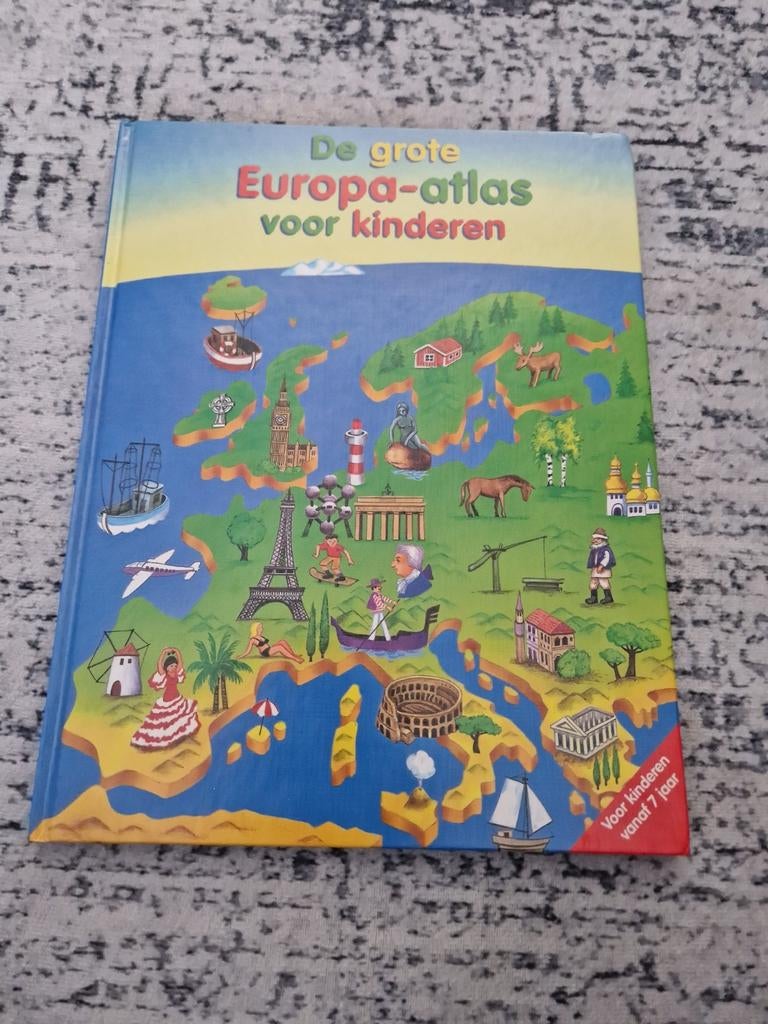 De grote
Europa-atlas
voor kinderen
Voor kinderen
vanaf 7 jaar